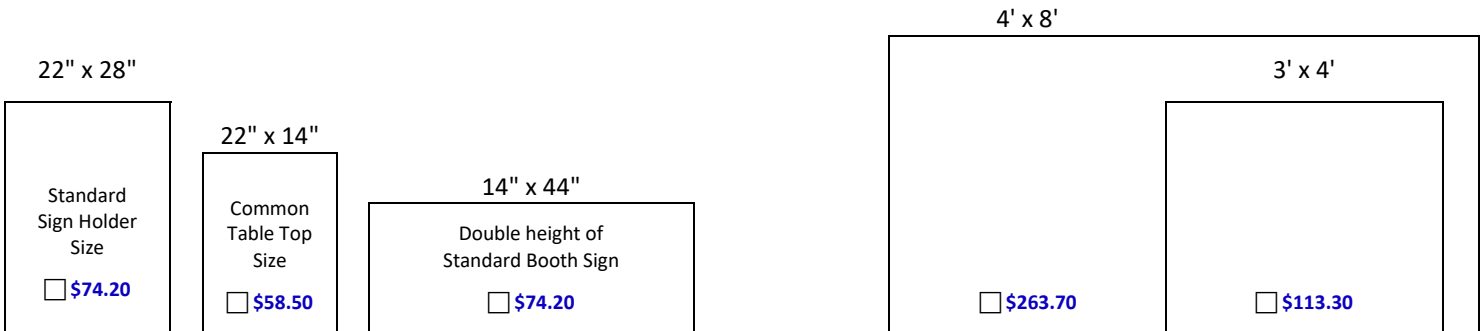 4' x 8'
22" x 28"
3' x 4'
22" x 14"
14" x 44"
Standard
Sign Holder
Size
$74.20
Common
Table Top
Size
$58.50
Double height of
Standard Booth Sign
$74.20
$263.70
$113.30